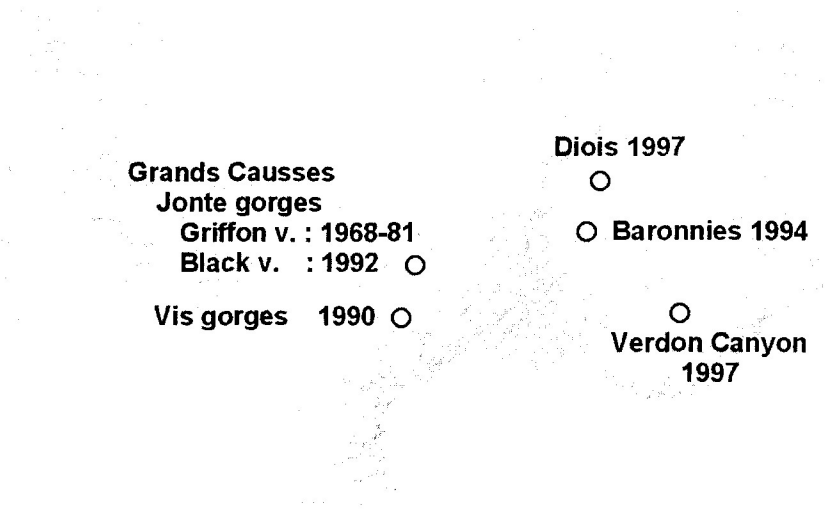 Diois 1997
Grands Causses
Jonte gorges
Griffon v. : 1968-81
Black v. : 1992
Baronnies 1994
Vis gorges 1990
Verdon Canyon
1997